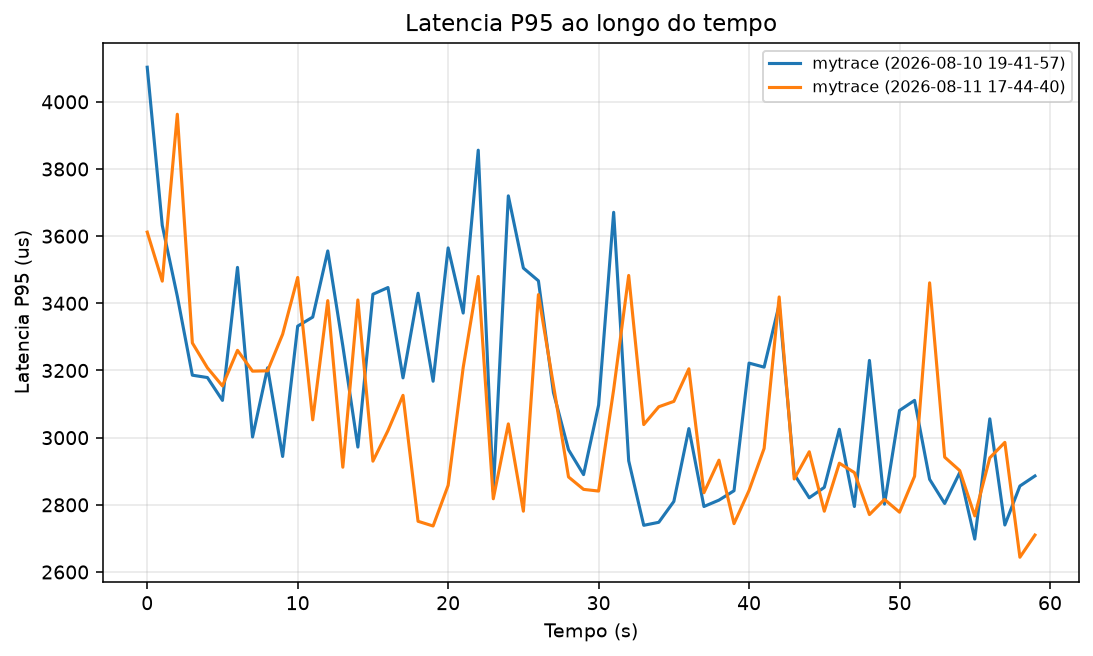 Latencia P95 ao longo do tempo
mytrace (2026-08-10 19-41-57)
mytrace (2026-08-11 17-44-40)
Latencia P95 (us)
4000
3800
3600
3400
3200
3000
2800
2600
0 10 20 30 40 50 60
Tempo (s)